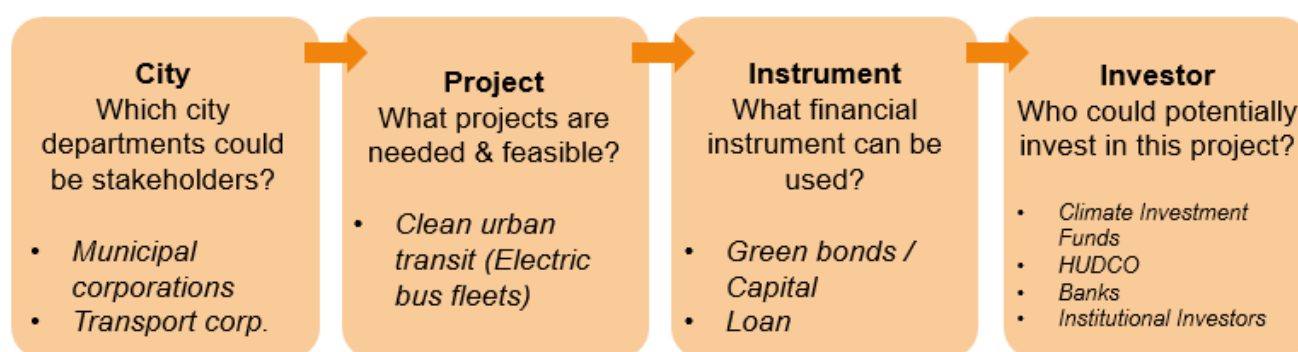 City
Which city
departments could
be stakeholders?
• Municipal
corporations
• Transport corp.
Project
What projects are
needed & feasible?
• Clean urban
transit (Electric
bus fleets)
Instrument
What financial
instrument can be
used?
• Green bonds /
Capital
• Loan
Investor
Who could potentially
invest in this project?
• Climate Investment
Funds
• HUDCO
• Banks
• Institutional Investors